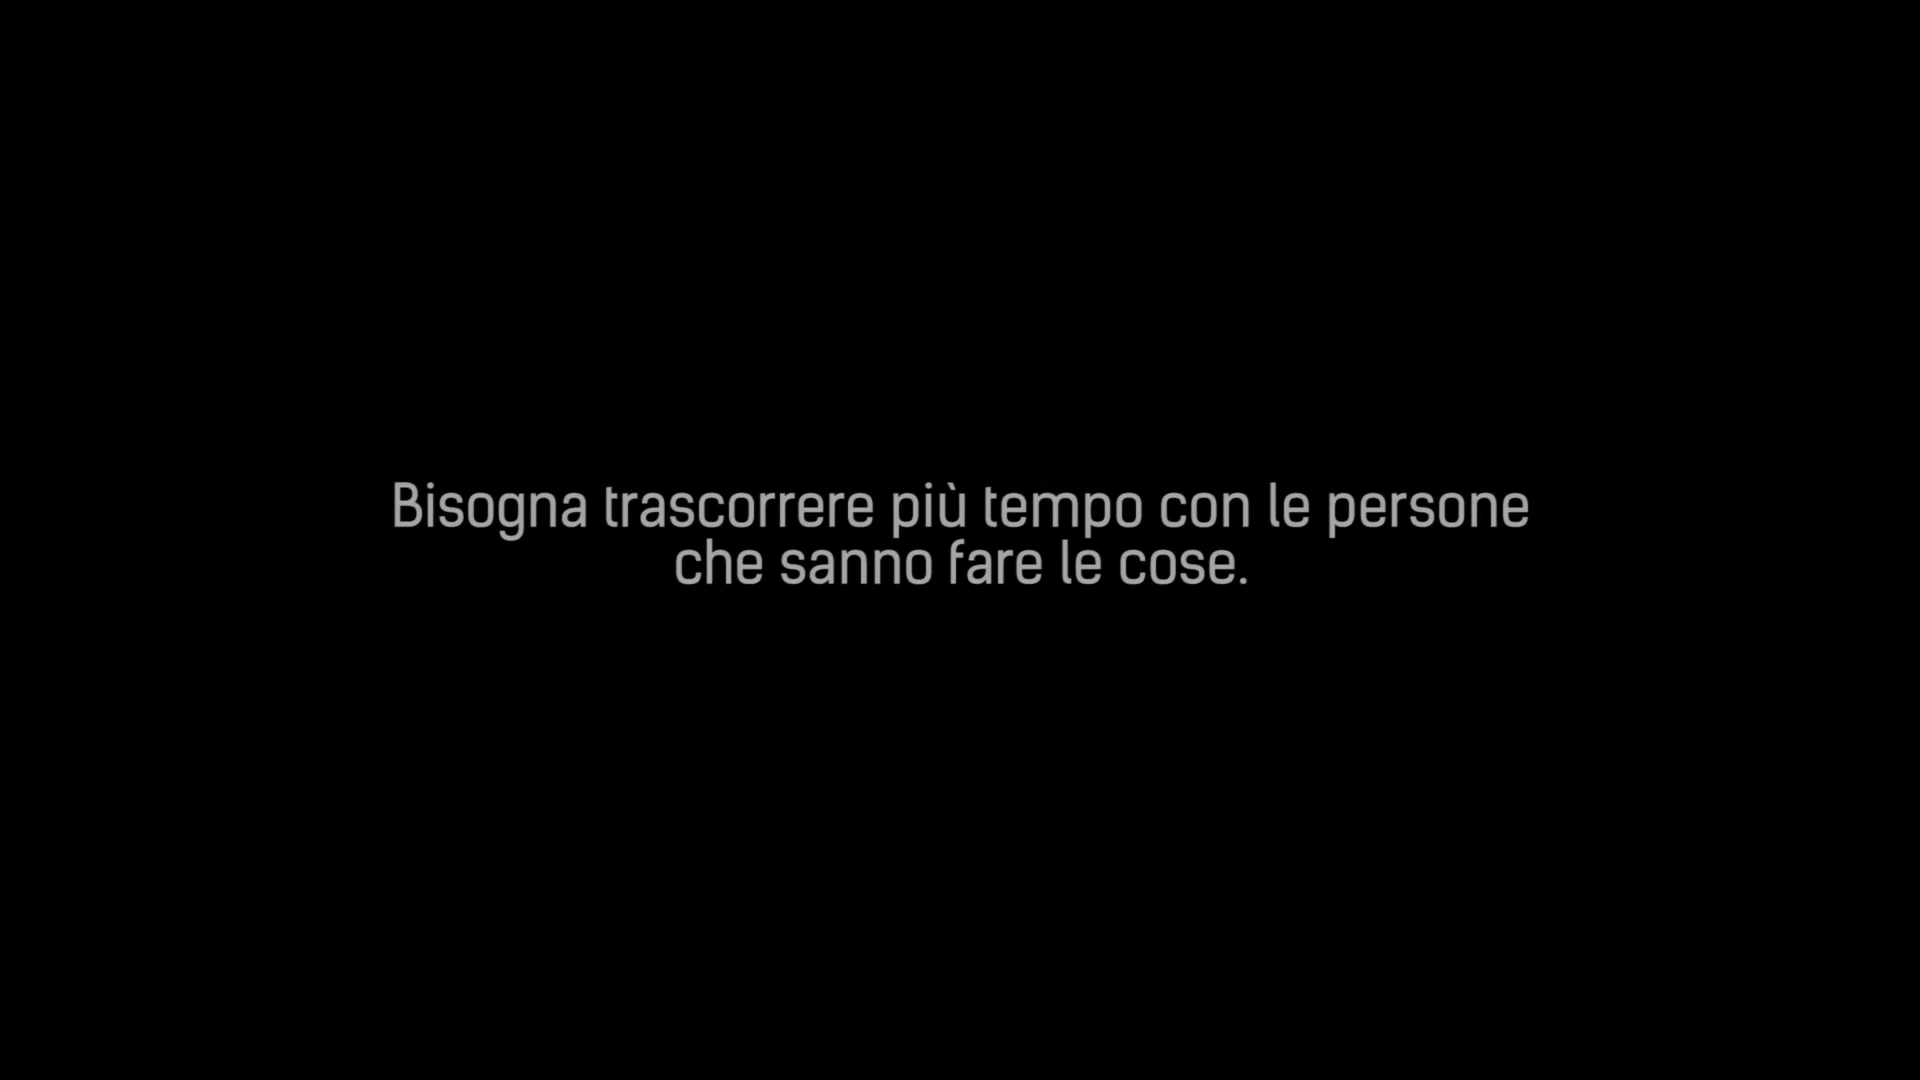 Bisogna trascorrere più tempo con le persone
che sanno fare le cose.